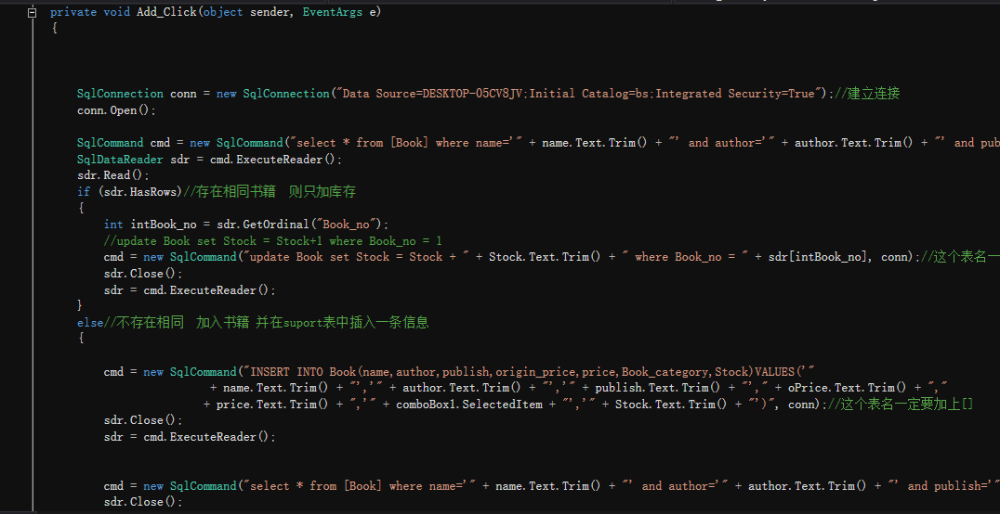 private void Add_Click(object sender, EventArgs e)
{
SqlConnection conn = new SqlConnection("Data Source=DESKTOP-05CV8JV;Initial Catalog=bs;Integrated Security=True");//建立连接
conn.Open();
SqlCommand cmd = new SqlCommand("select * from [Book] where name='" + name.Text.Trim() + "' and author='" + author.Text.Trim() + "' and pub
SqlDataReader sdr = cmd.ExecuteReader();
sdr.Read();
if (sdr.HasRows)//存在相同书籍 则只加库存
{
int intBook_no = sdr.GetOrdinal("Book_no");
//update Book set Stock = Stock+1 where Book_no = 1
cmd = new SqlCommand("update Book set Stock = Stock + " + Stock.Text.Trim() + " where Book_no = " + sdr[intBook_no], conn);//这个表名一
sdr.Close();
sdr = cmd.ExecuteReader();
}
else//不存在相同 加入书籍 并在suport表中插入一条信息
{
cmd = new SqlCommand("INSERT INTO Book(name,author,publish,origin_price,price,Book_category,Stock)VALUES('"
+ name.Text.Trim() + "','" + author.Text.Trim() + "','" + publish.Text.Trim() + "'," + oPrice.Text.Trim() + ","
+ price.Text.Trim() + ",'" + comboBox1.SelectedItem + "','" + Stock.Text.Trim() + "')", conn);//这个表名一定要加上[]
sdr.Close();
sdr = cmd.ExecuteReader();
cmd = new SqlCommand("select * from [Book] where name='" + name.Text.Trim() + "' and author='" + author.Text.Trim() + "' and publish='"
sdr.Close();